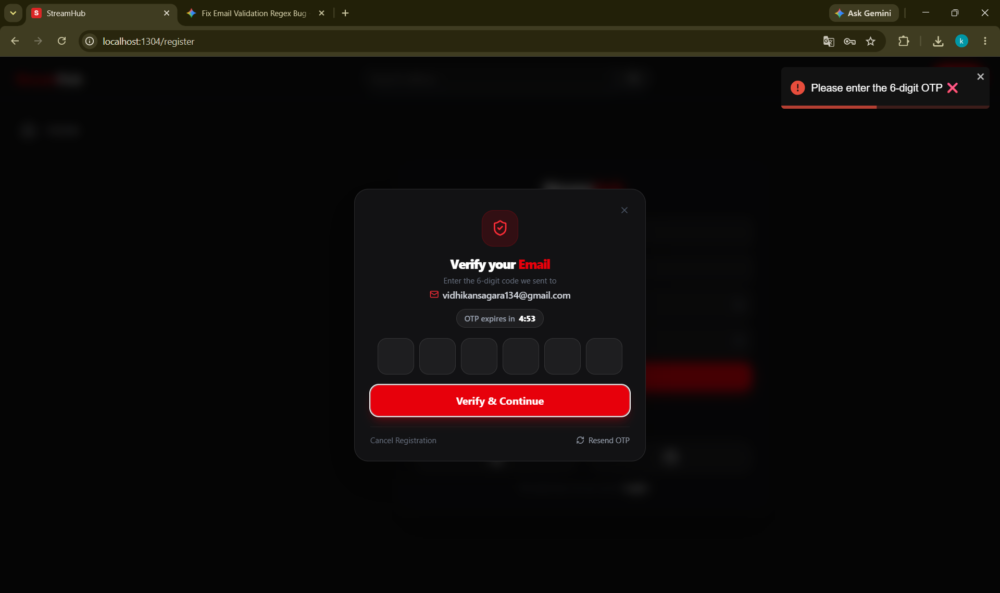 StreamHub
Fix Email Validation Regex Bug
Ask Gemini
localhost:1304/register
k
Please enter the 6-digit OTP ❌
Verify your Email
Enter the 6-digit code we sent to
vidhikansagara134@gmail.com
OTP expires in 4:53
Verify & Continue
Cancel Registration
Resend OTP